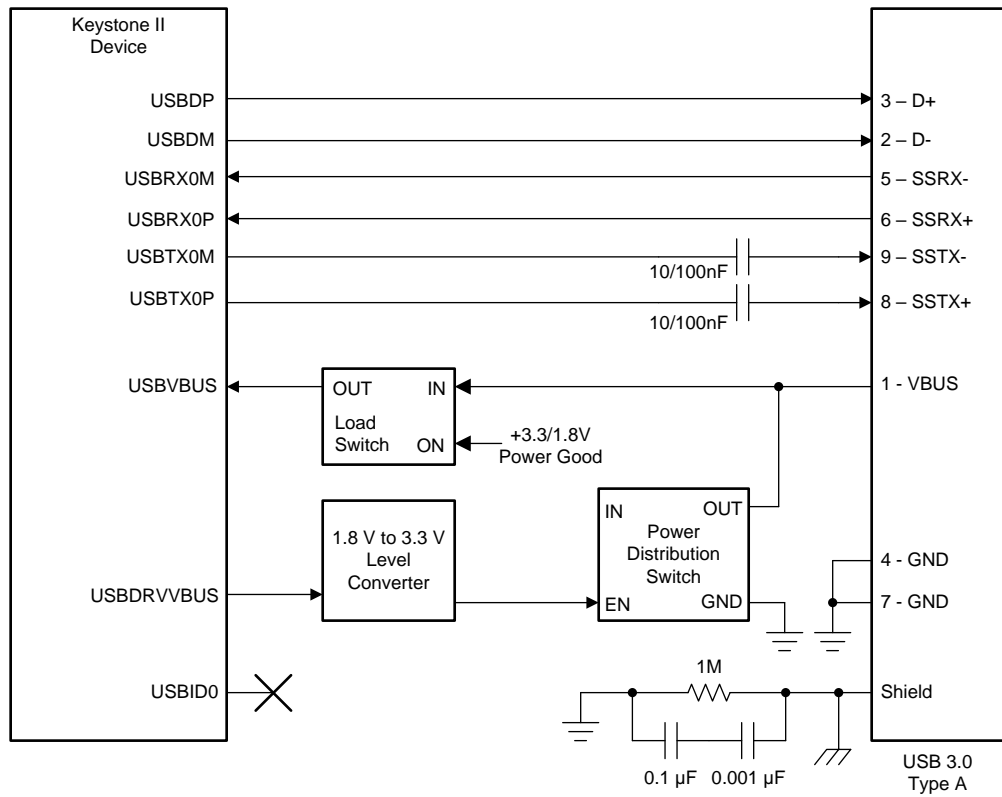 Keystone II
Device
USBDP
3 – D+
USBDM
2 – D-
USBRX0M
5 – SSRX-
USBRX0P
6 – SSRX+
USBTX0M
10/100nF
9 – SSTX-
USBTX0P
10/100nF
8 – SSTX+
USBVBUS
OUT
IN
Load
Switch
ON
+3.3/1.8V
Power Good
1 - VBUS
IN
OUT
Power
Distribution
Switch
EN
GND
1.8 V to 3.3 V
Level
Converter
USBDRVVBUS
4 - GND
7 - GND
USBID0
1M
0.1 µF
0.001 µF
Shield
USB 3.0
Type A